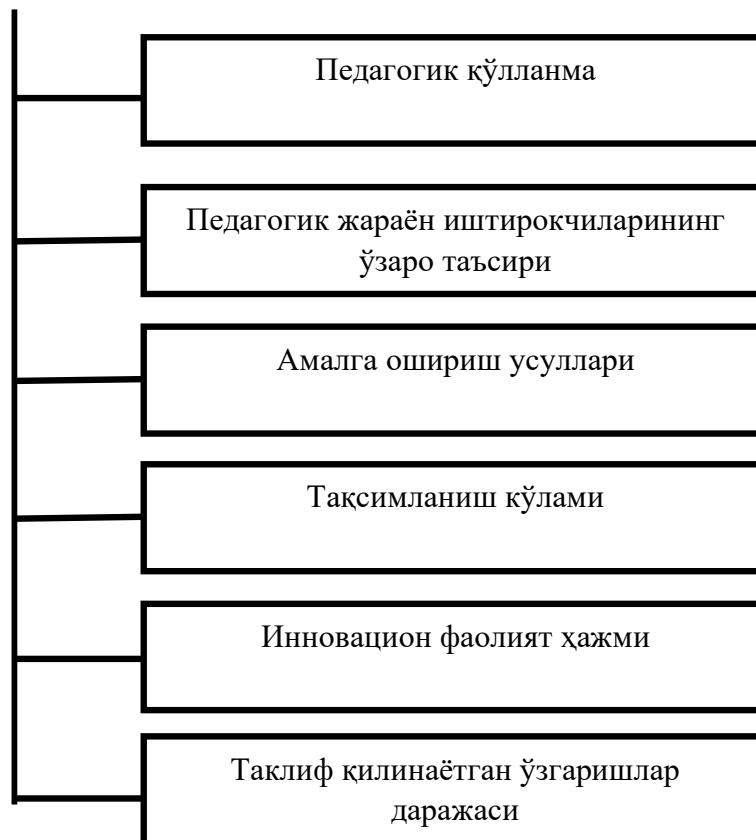 Педагогик қўлланма
Педагогик жараён иштирокчиларининг
ўзаро таъсири
Амалга ошириш усуллари
Тақсимланиш кўлами
Инновацион фаолият ҳажми
Таклиф қилинаётган ўзгаришлар
даражаси